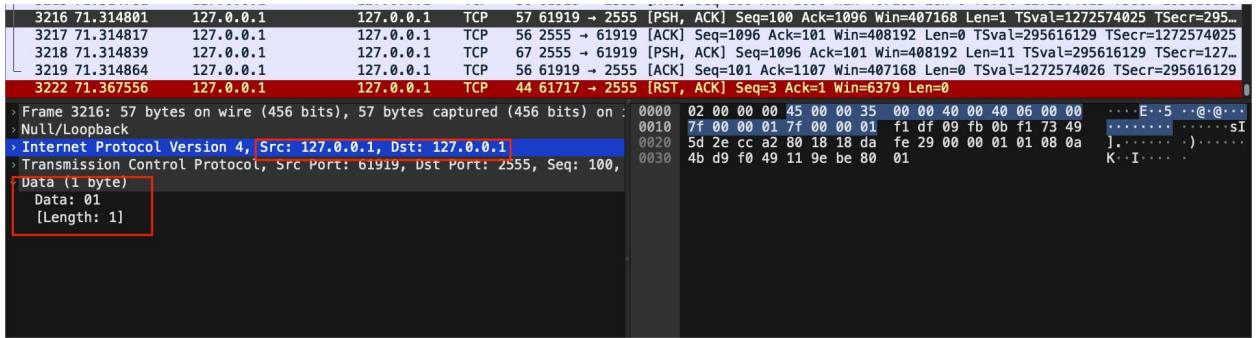 3216 71.314801 127.0.0.1 127.0.0.1 TCP 57 61919 → 2555 [PSH, ACK] Seq=100 Ack=1096 Win=407168 Len=1 TSval=1272574025 TSecr=295…
3217 71.314817 127.0.0.1 127.0.0.1 TCP 56 2555 → 61919 [ACK] Seq=1096 Ack=101 Win=408192 Len=0 TSval=295616129 TSecr=1272574025
3218 71.314839 127.0.0.1 127.0.0.1 TCP 67 2555 → 61919 [PSH, ACK] Seq=1096 Ack=101 Win=408192 Len=11 TSval=295616129 TSecr=127…
3219 71.314864 127.0.0.1 127.0.0.1 TCP 56 61919 → 2555 [ACK] Seq=101 Ack=1107 Win=407168 Len=0 TSval=1272574026 TSecr=295616129
3222 71.367556 127.0.0.1 127.0.0.1 TCP 44 61717 → 2555 [RST, ACK] Seq=3 Ack=1 Win=6379 Len=0
Frame 3216: 57 bytes on wire (456 bits), 57 bytes captured (456 bits) on
Null/Loopback
Internet Protocol Version 4, Src: 127.0.0.1, Dst: 127.0.0.1
Transmission Control Protocol, Src Port: 61919, Dst Port: 2555, Seq: 100,
Data (1 byte)
Data: 01
[Length: 1]
0000 02 00 00 00 45 00 00 35 00 00 40 00 40 06 00 00 ····E··5 ··@·@···
0010 7f 00 00 01 7f 00 00 01 f1 df 09 fb 0b f1 73 49 ········ ······sI
0020 5d 2e cc a2 80 18 18 da fe 29 00 00 01 01 08 0a ].······ ·)······
0030 4b d9 f0 49 11 9e be 80 01 K··I···· ·